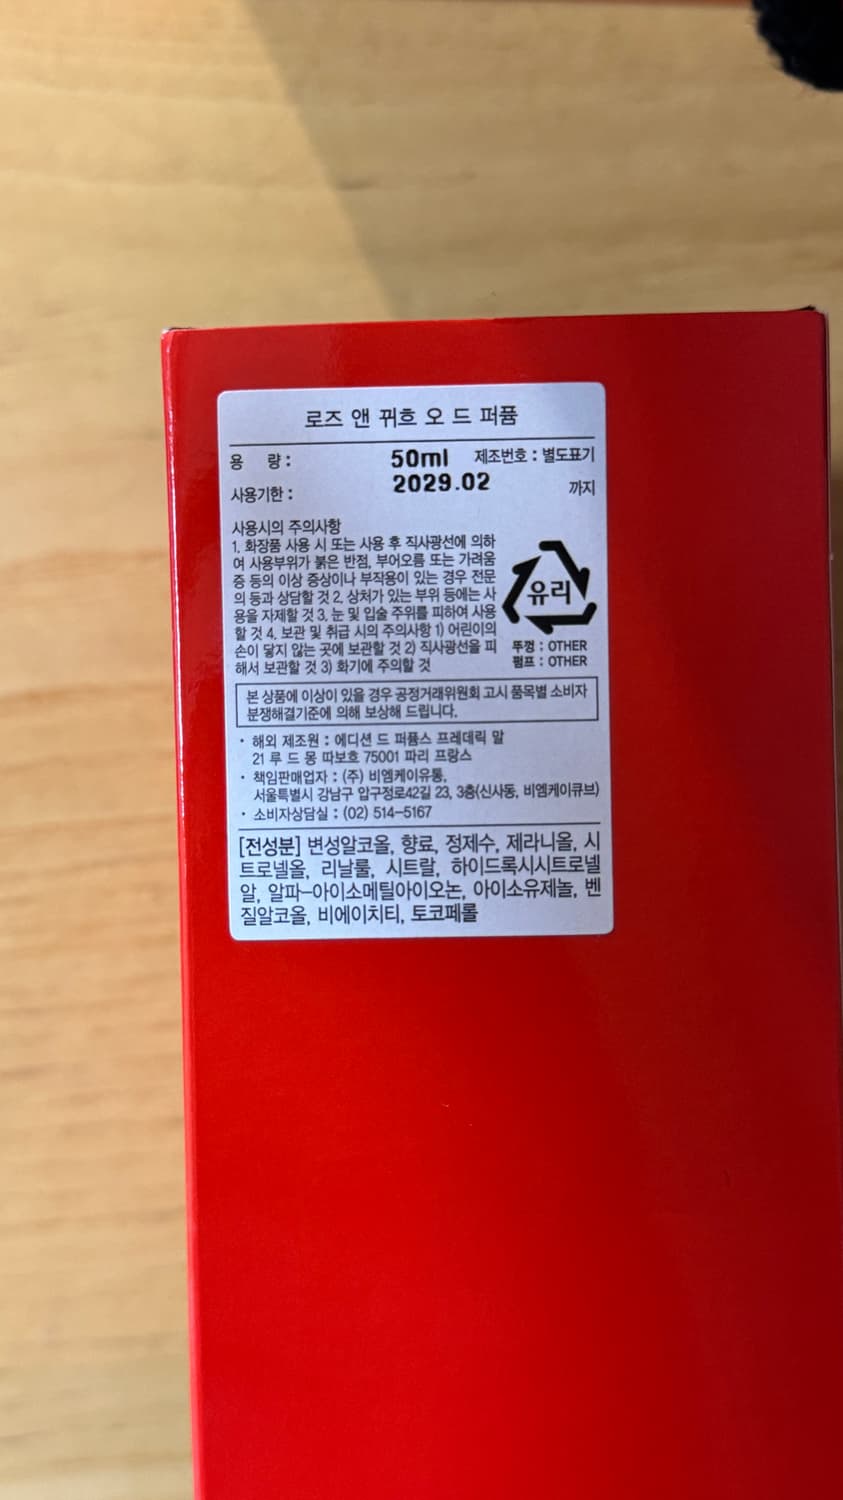 로즈 앤 뀌흐 오 드 퍼퓸
용 량 : 50ml 제조번호 : 별도표기
사용기한 : 2029.02 까지
사용시의 주의사항
1. 화장품 사용 시 또는 사용 후 직사광선에 의하
여 사용부위가 붉은 반점, 부어오름 또는 가려움
증 등의 이상 증상이나 부작용이 있는 경우 전문
의 등과 상담할 것 2. 상처가 있는 부위 등에는 사
용을 자제할 것 3. 눈 및 입술 주위를 피하여 사용
할 것 4. 보관 및 취급 시의 주의사항 1) 어린이의
손이 닿지 않는 곳에 보관할 것 2) 직사광선을 피
해서 보관할 것 3) 화기에 주의할 것
유리
뚜껑 : OTHER
펌프 : OTHER
본 상품에 이상이 있을 경우 공정거래위원회 고시 품목별 소비자
분쟁해결기준에 의해 보상해 드립니다.
· 해외 제조원 : 에디션 드 퍼퓸스 프레데릭 말
21 루 드 몽 따보흐 75001 파리 프랑스
· 책임판매업자 : (주) 비엠케이유통,
서울특별시 강남구 압구정로42길 23, 3층(신사동, 비엠케이큐브)
· 소비자상담실 : (02) 514-5167
[전성분] 변성알코올, 향료, 정제수, 제라니올, 시
트로넬올, 리날룰, 시트랄, 하이드록시시트로넬
알, 알파-아이소메틸아이오논, 아이소유제놀, 벤
질알코올, 비에이치티, 토코페롤